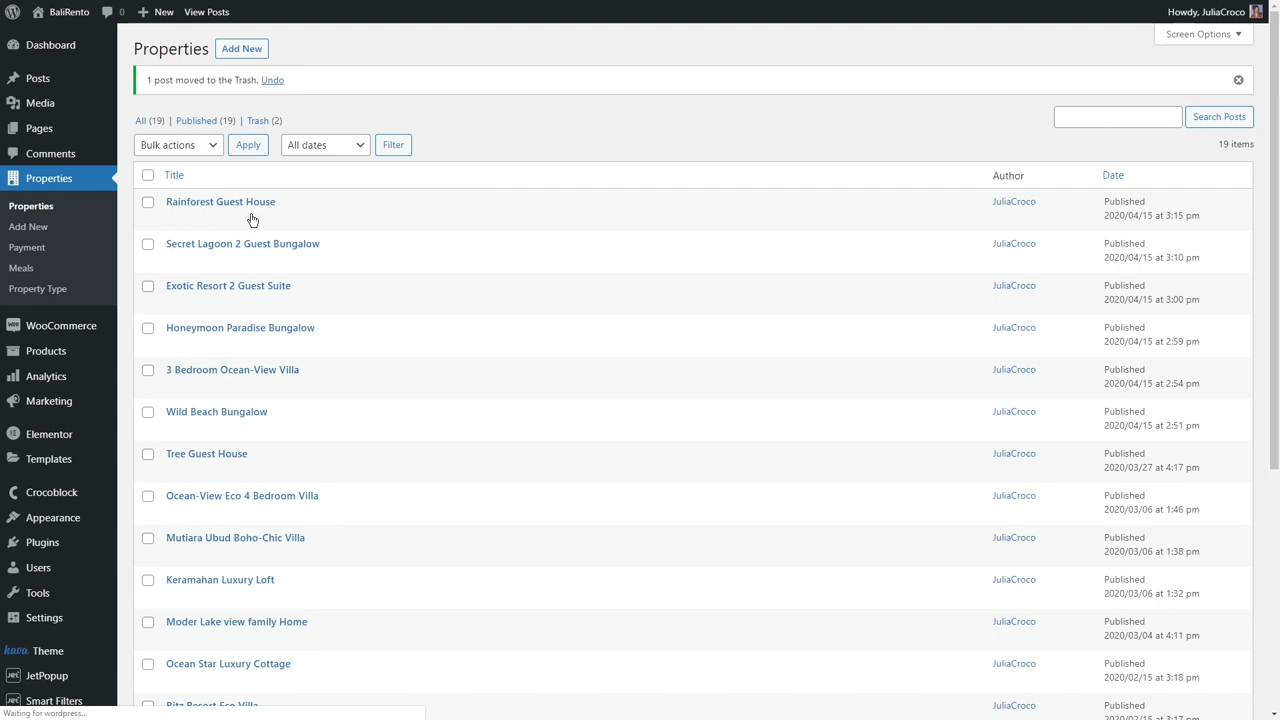 BaliRento 0 New View Posts Howdy, JuliaCroco
Screen Options
Dashboard
Posts
Media
Pages
Comments
Properties
Properties
Add New
Payment
Meals
Property Type
WooCommerce
Products
Analytics
Marketing
Elementor
Templates
Crocoblock
Appearance
Plugins
Users
Tools
Settings
kava Theme
JET JetPopup
JET Smart Filters
Properties Add New
1 post moved to the Trash. Undo
All (19) | Published (19) | Trash (2)
Search Posts
Bulk actions Apply All dates Filter 19 items
Title Author Date
Rainforest Guest House JuliaCroco Published
2020/04/15 at 3:15 pm
Secret Lagoon 2 Guest Bungalow JuliaCroco Published
2020/04/15 at 3:10 pm
Exotic Resort 2 Guest Suite JuliaCroco Published
2020/04/15 at 3:00 pm
Honeymoon Paradise Bungalow JuliaCroco Published
2020/04/15 at 2:59 pm
3 Bedroom Ocean-View Villa JuliaCroco Published
2020/04/15 at 2:54 pm
Wild Beach Bungalow JuliaCroco Published
2020/04/15 at 2:51 pm
Tree Guest House JuliaCroco Published
2020/03/27 at 4:17 pm
Ocean-View Eco 4 Bedroom Villa JuliaCroco Published
2020/03/06 at 1:46 pm
Mutiara Ubud Boho-Chic Villa JuliaCroco Published
2020/03/06 at 1:38 pm
Keramahan Luxury Loft JuliaCroco Published
2020/03/06 at 1:32 pm
Moder Lake view family Home JuliaCroco Published
2020/03/04 at 4:11 pm
Ocean Star Luxury Cottage JuliaCroco Published
2020/02/15 at 3:18 pm
Ritz Resort Eco Villa JuliaCroco Published
2020/02/15 at 3:17 pm
Waiting for wordpress...